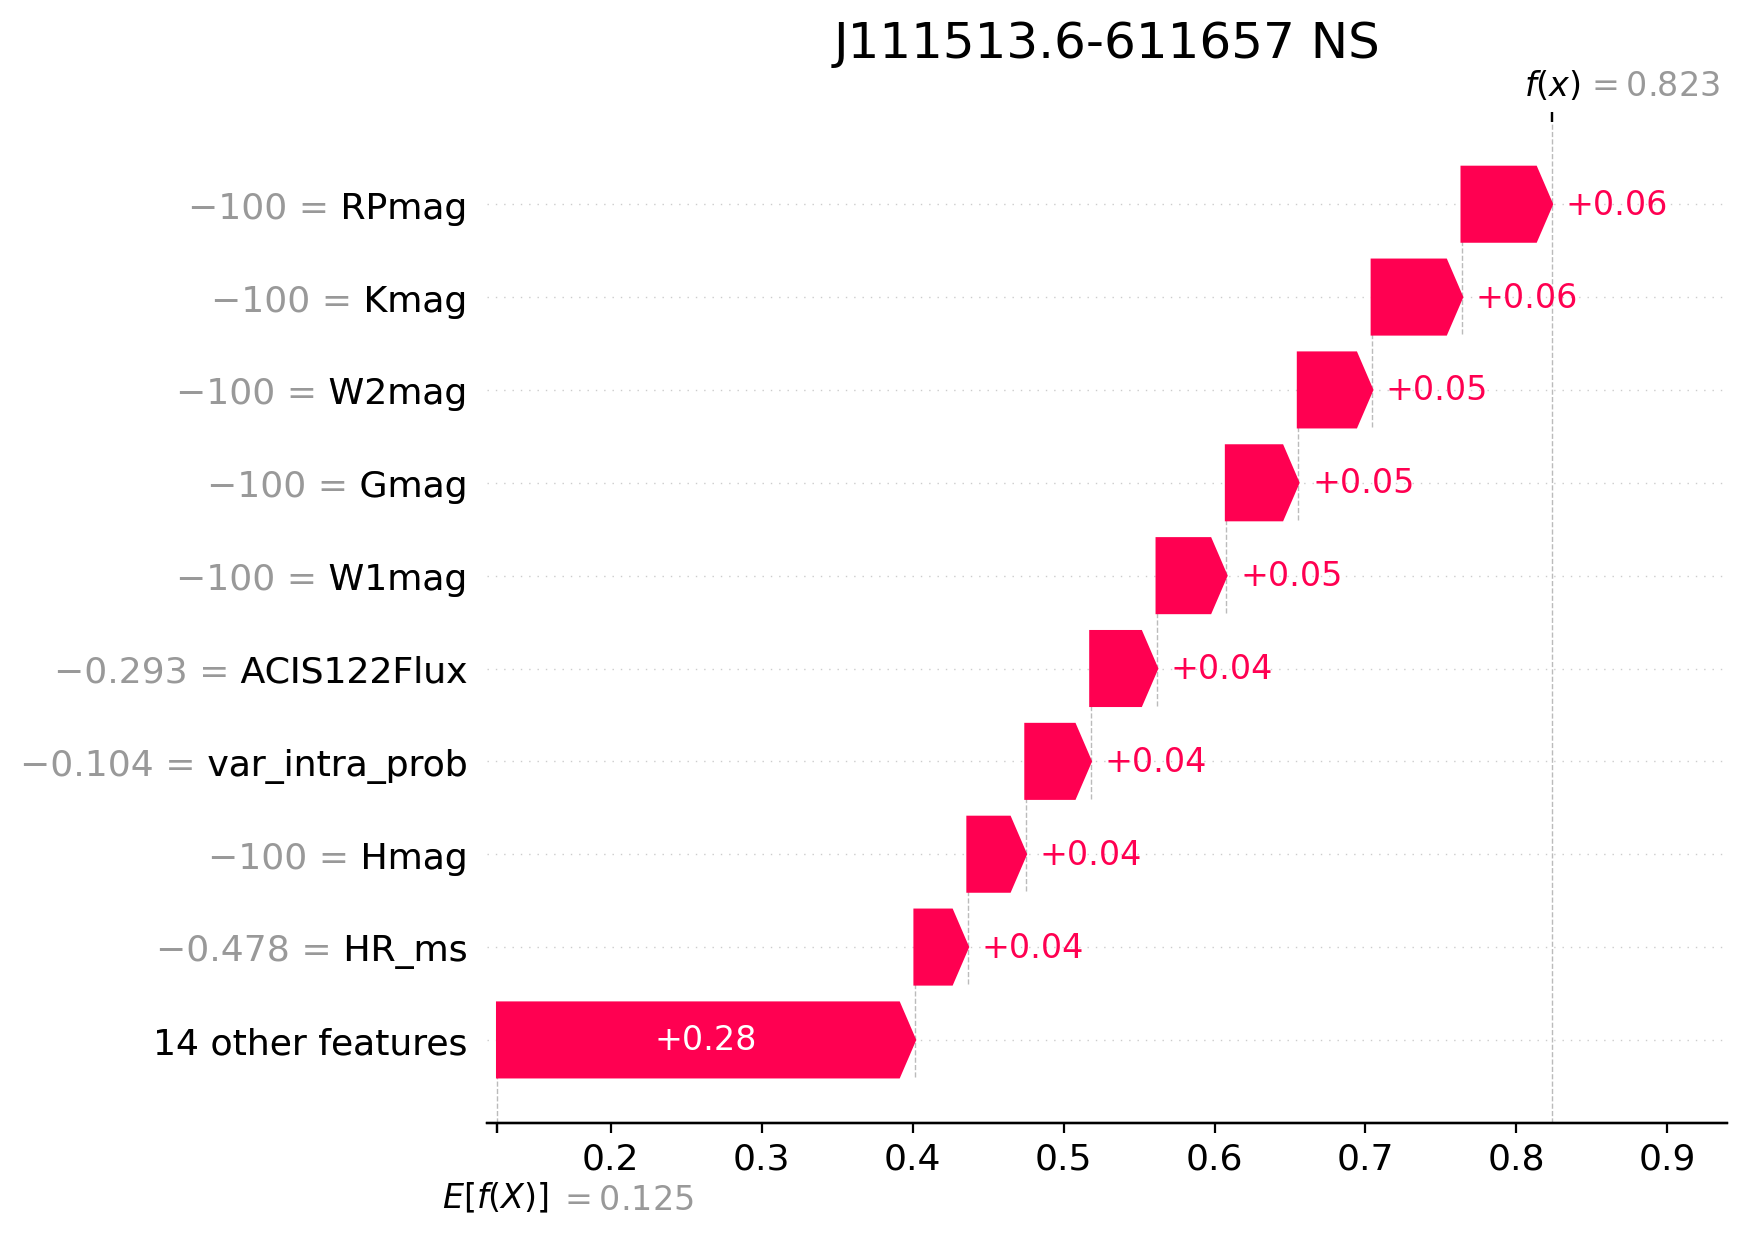 J111513.6-611657 NS
f(x) = 0.823
−100 = RPmag
+0.06
−100 = Kmag
+0.06
−100 = W2mag
+0.05
−100 = Gmag
+0.05
−100 = W1mag
+0.05
−0.293 = ACIS122Flux
+0.04
−0.104 = var_intra_prob
+0.04
−100 = Hmag
+0.04
−0.478 = HR_ms
+0.04
14 other features
+0.28
0.2 0.3 0.4 0.5 0.6 0.7 0.8 0.9
E[f(X)] = 0.125